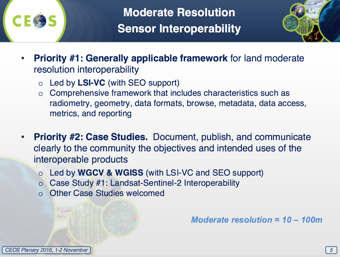 CEOS
Moderate Resolution
Sensor Interoperability
• Priority #1: Generally applicable framework for land moderate
resolution interoperability
o Led by LSI-VC (with SEO support)
o Comprehensive framework that includes characteristics such as
radiometry, geometry, data formats, browse, metadata, data access,
metrics, and reporting
• Priority #2: Case Studies. Document, publish, and communicate
clearly to the community the objectives and intended uses of the
interoperable products
o Led by WGCV & WGISS (with LSI-VC and SEO support)
o Case Study #1: Landsat-Sentinel-2 Interoperability
o Other Case Studies welcomed
Moderate resolution = 10 – 100m
CEOS Plenary 2016, 1-2 November